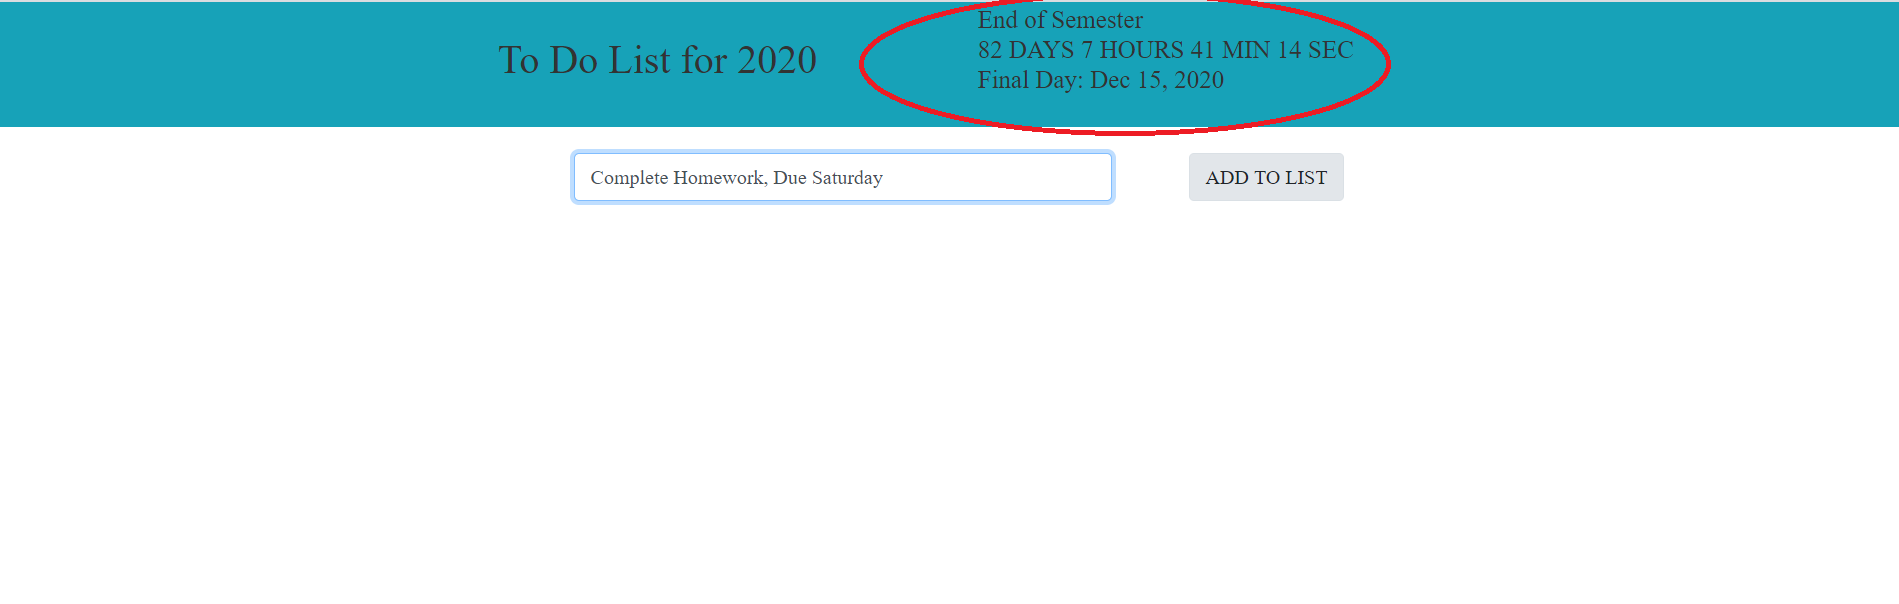 To Do List for 2020
End of Semester
82 DAYS 7 HOURS 41 MIN 14 SEC
Final Day: Dec 15, 2020
Complete Homework, Due Saturday
ADD TO LIST